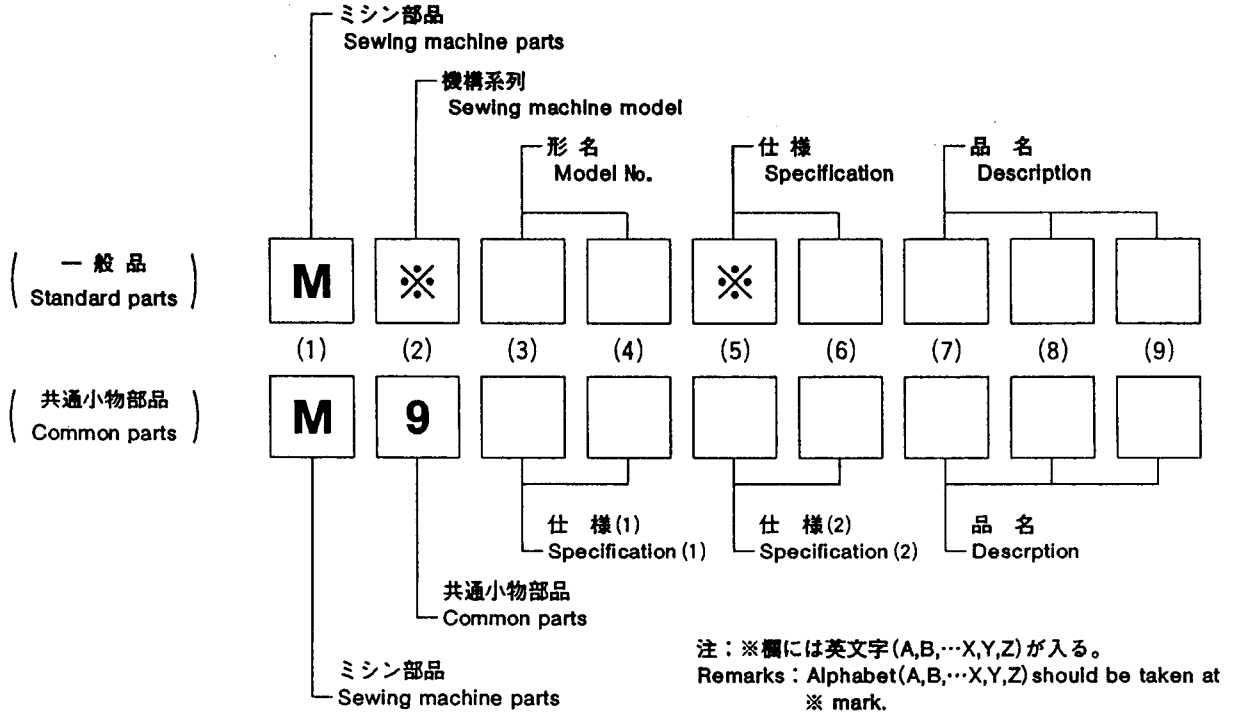 ミシン部品
Sewing machine parts
機構系列
Sewing machine model
形 名
Model No.
仕 様
Specification
品 名
Description
( 一 般 品 )
Standard parts
M ※ ※
(1) (2) (3) (4) (5) (6) (7) (8) (9)
( 共通小物部品 )
Common parts
M 9
仕 様(1)
Specification(1)
仕 様(2)
Specification(2)
品 名
Descrption
共通小物部品
Common parts
ミシン部品
Sewing machine parts
注：※欄には英文字(A,B,…X,Y,Z)が入る。
Remarks：Alphabet(A,B,…X,Y,Z)should be taken at
※ mark.